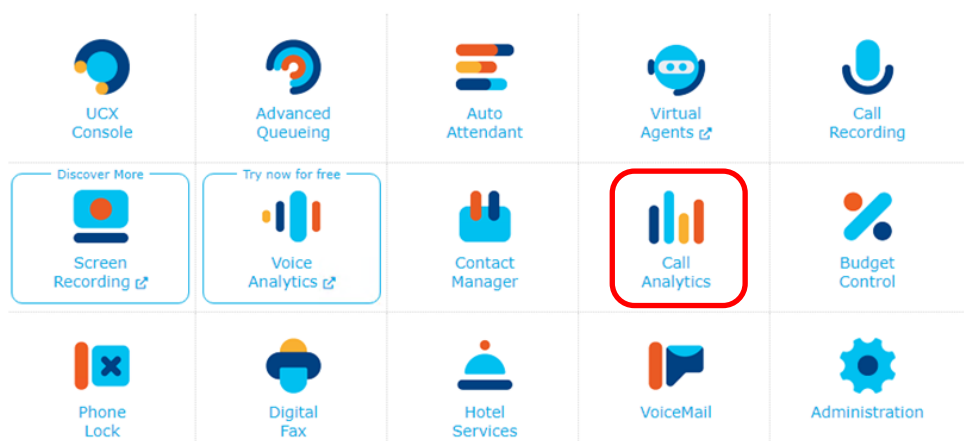 UCX
Console
Advanced
Queueing
Auto
Attendant
Virtual
Agents
Call
Recording
Discover More
Screen
Recording
Try now for free
Voice
Analytics
Contact
Manager
Call
Analytics
Budget
Control
Phone
Lock
Digital
Fax
Hotel
Services
VoiceMail
Administration